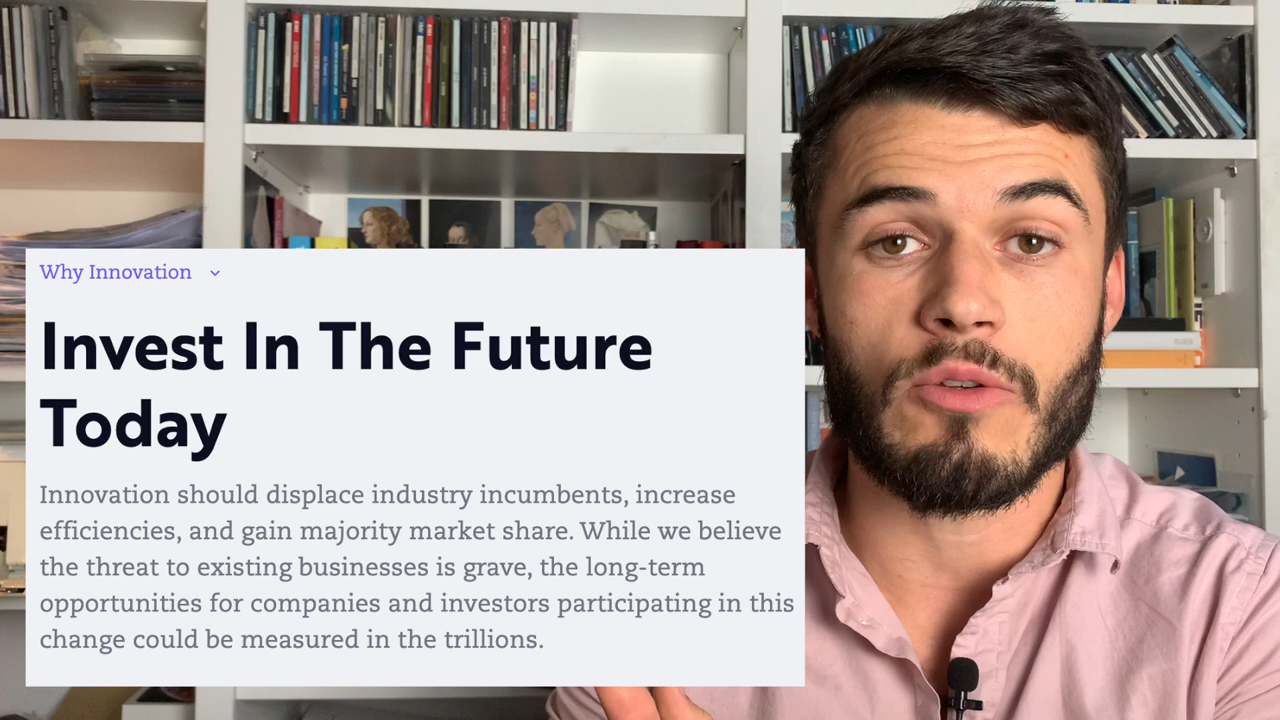 Why Innovation
Invest In The Future
Today
Innovation should displace industry incumbents, increase
efficiencies, and gain majority market share. While we believe
the threat to existing businesses is grave, the long-term
opportunities for companies and investors participating in this
change could be measured in the trillions.